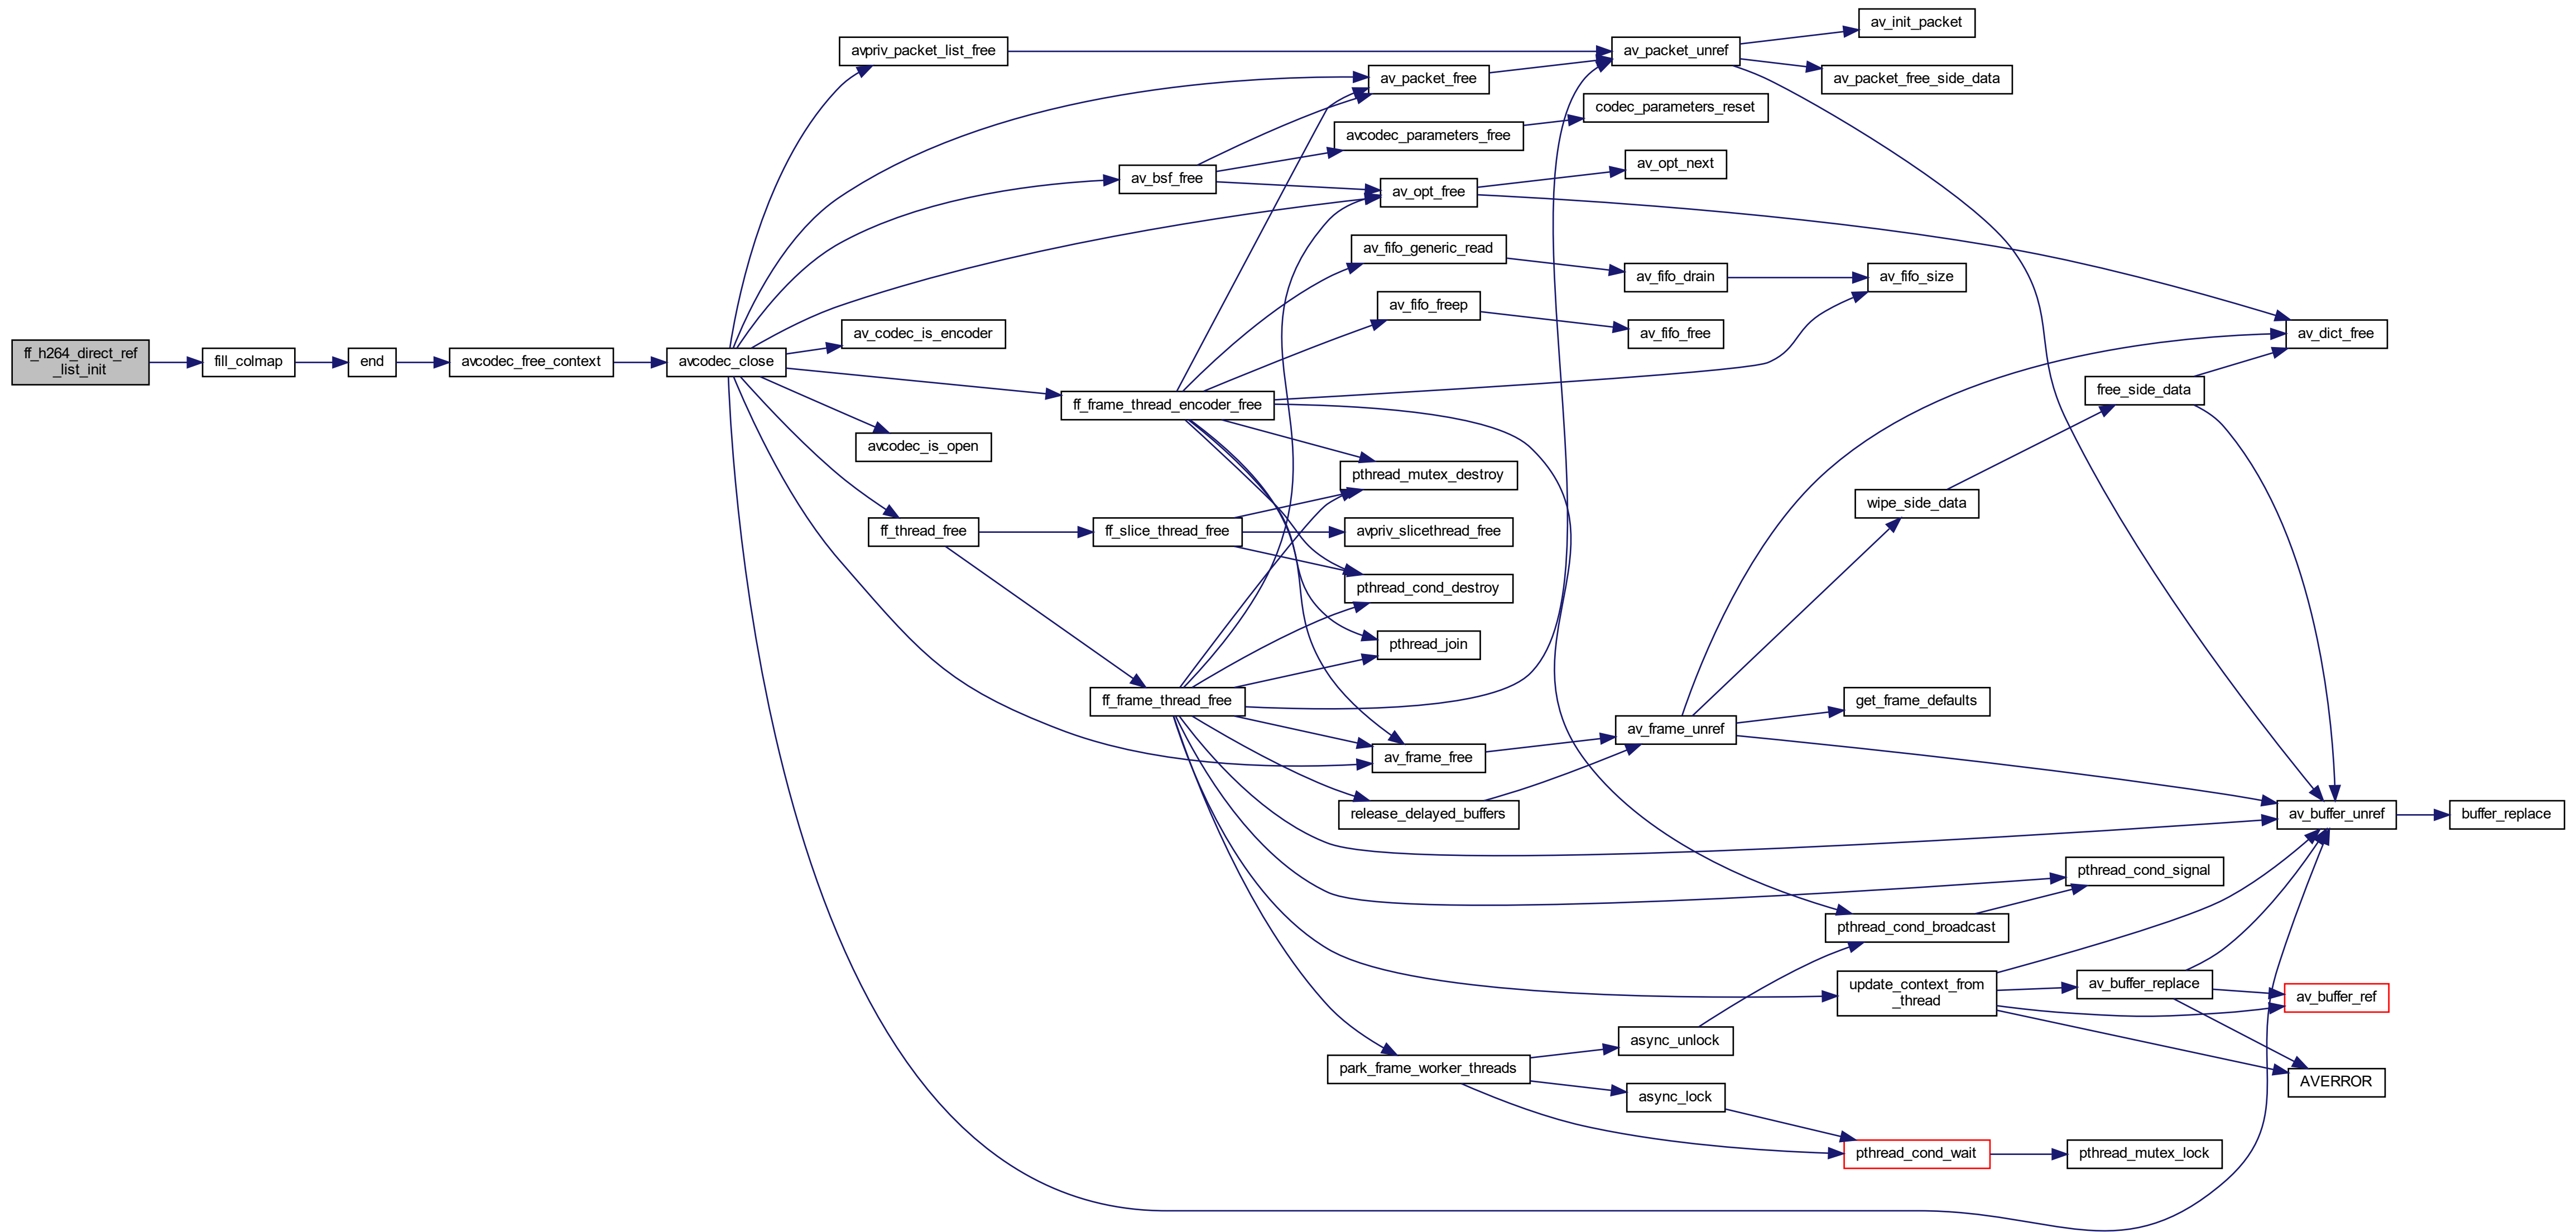 ff_h264_direct_ref
_list_init
fill_colmap
end
avcodec_free_context
avcodec_close
avpriv_packet_list_free
av_codec_is_encoder
avcodec_is_open
ff_thread_free
av_bsf_free
ff_frame_thread_encoder_free
ff_slice_thread_free
ff_frame_thread_free
av_packet_free
avcodec_parameters_free
av_opt_free
av_fifo_generic_read
av_fifo_freep
pthread_mutex_destroy
avpriv_slicethread_free
pthread_cond_destroy
pthread_join
av_frame_free
release_delayed_buffers
park_frame_worker_threads
av_packet_unref
codec_parameters_reset
av_opt_next
av_fifo_drain
av_fifo_free
av_frame_unref
async_unlock
async_lock
av_init_packet
av_packet_free_side_data
av_fifo_size
wipe_side_data
get_frame_defaults
pthread_cond_broadcast
update_context_from
_thread
pthread_cond_wait
free_side_data
pthread_cond_signal
av_buffer_replace
pthread_mutex_lock
av_dict_free
av_buffer_unref
av_buffer_ref
AVERROR
buffer_replace